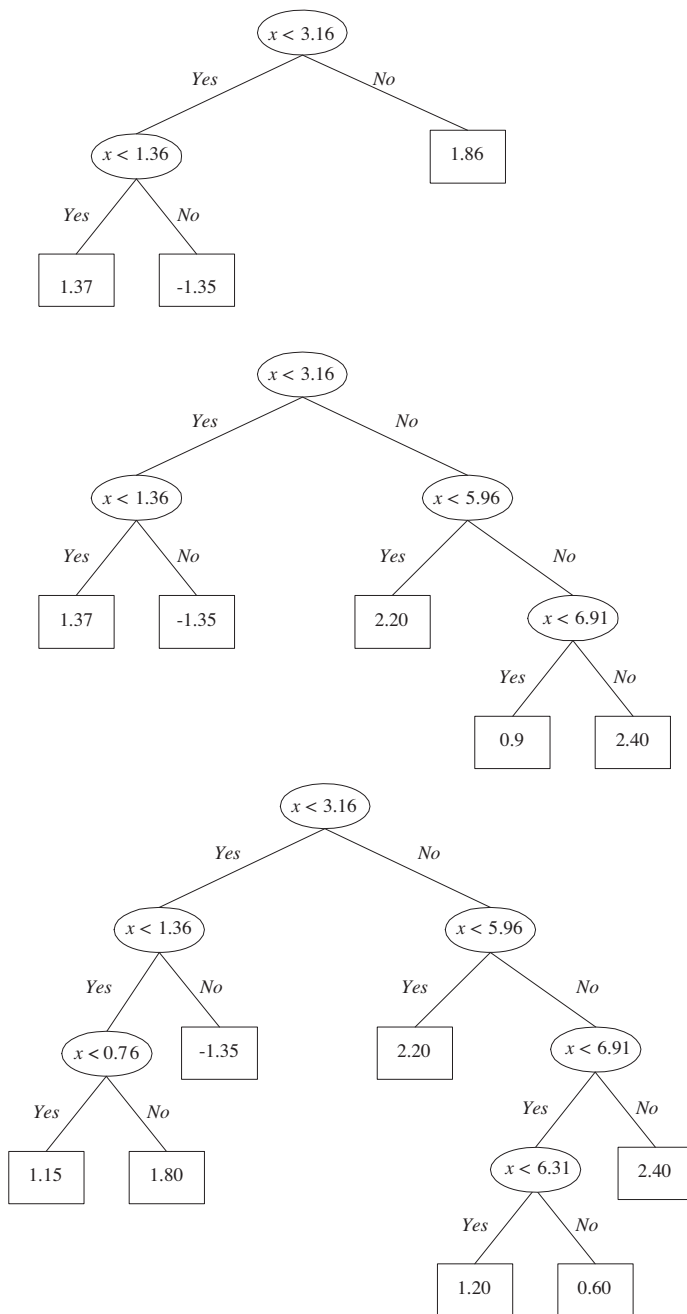 x < 3.16
Yes No
x < 1.36 1.86
Yes No
1.37 -1.35
x < 3.16
Yes No
x < 1.36 x < 5.96
Yes No Yes No
1.37 -1.35 2.20 x < 6.91
Yes No
0.9 2.40
x < 3.16
Yes No
x < 1.36 x < 5.96
Yes No Yes No
x < 0.76 -1.35 2.20 x < 6.91
Yes No Yes No
1.15 1.80 x < 6.31 2.40
Yes No
1.20 0.60